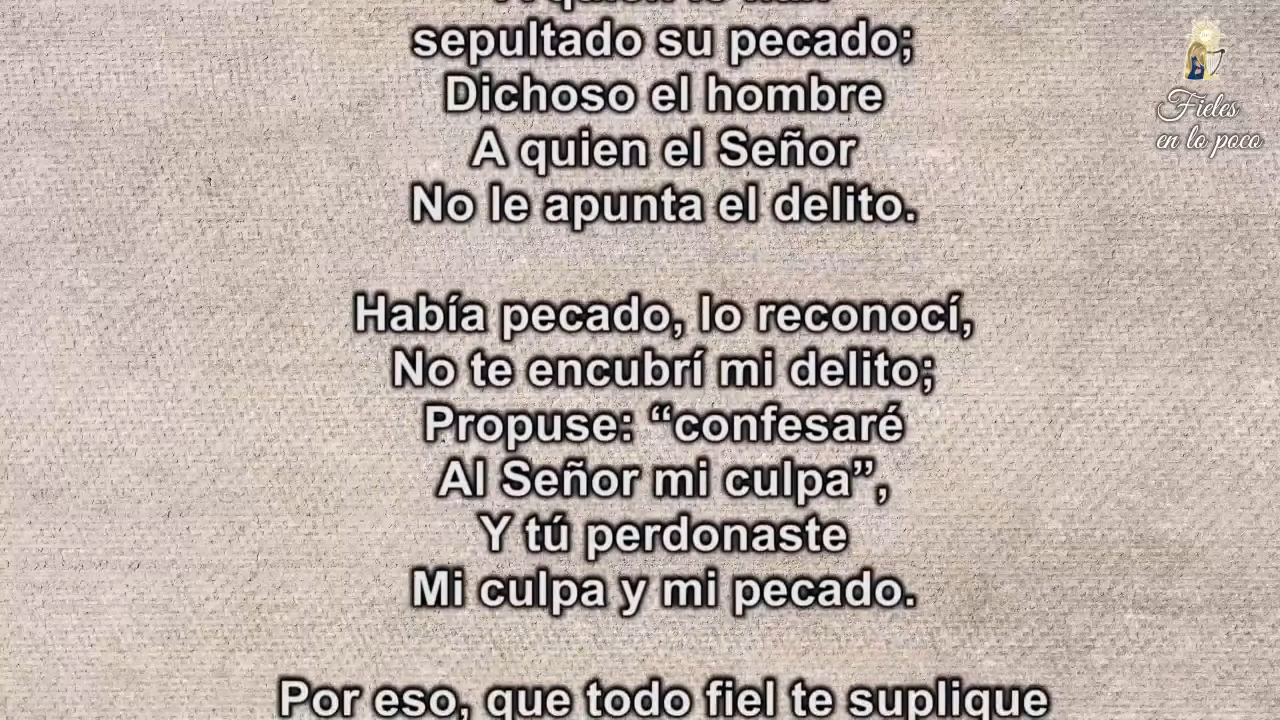 sepultado su pecado;
Dichoso el hombre
A quien el Señor
No le apunta el delito.
Había pecado, lo reconocí,
No te encubrí mi delito;
Propuse: “confesaré
Al Señor mi culpa”,
Y tú perdonaste
Mi culpa y mi pecado.
Por eso, que todo fiel te suplique
Fieles
en lo poco